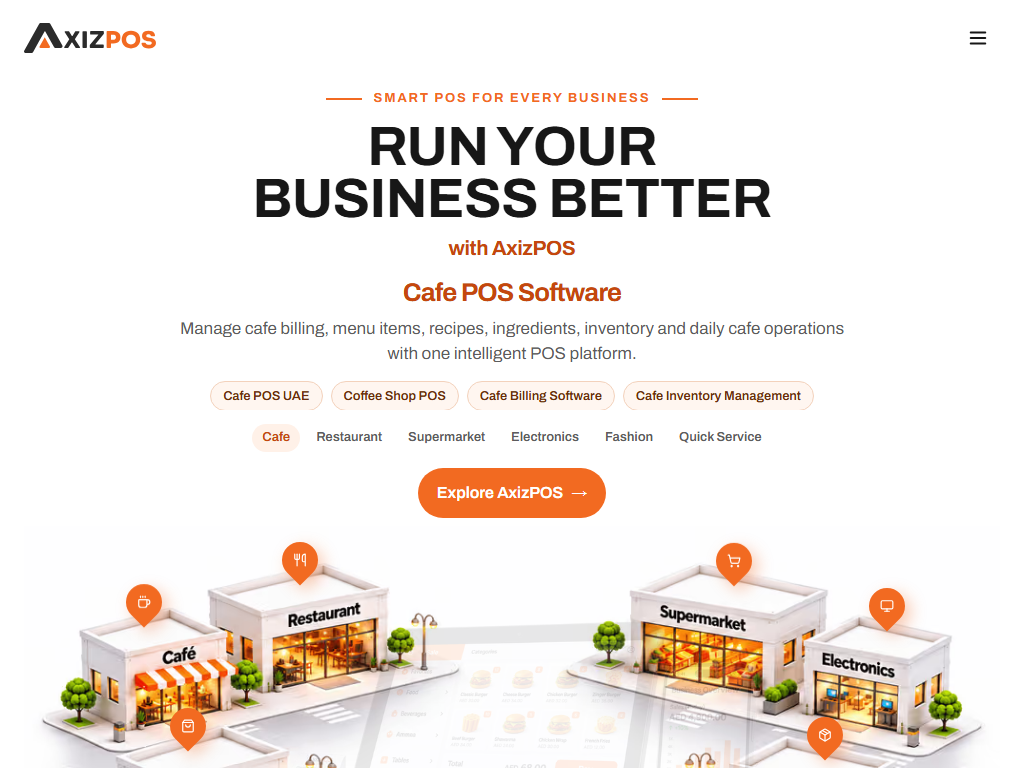 AXIZPOS
SMART POS FOR EVERY BUSINESS
RUN YOUR
BUSINESS BETTER
with AxizPOS
Cafe POS Software
Manage cafe billing, menu items, recipes, ingredients, inventory and daily cafe operations
with one intelligent POS platform.
Cafe POS UAE
Coffee Shop POS
Cafe Billing Software
Cafe Inventory Management
Cafe
Restaurant
Supermarket
Electronics
Fashion
Quick Service
Explore AxizPOS →
Restaurant
Supermarket
Café
Electronics
Categories
Total